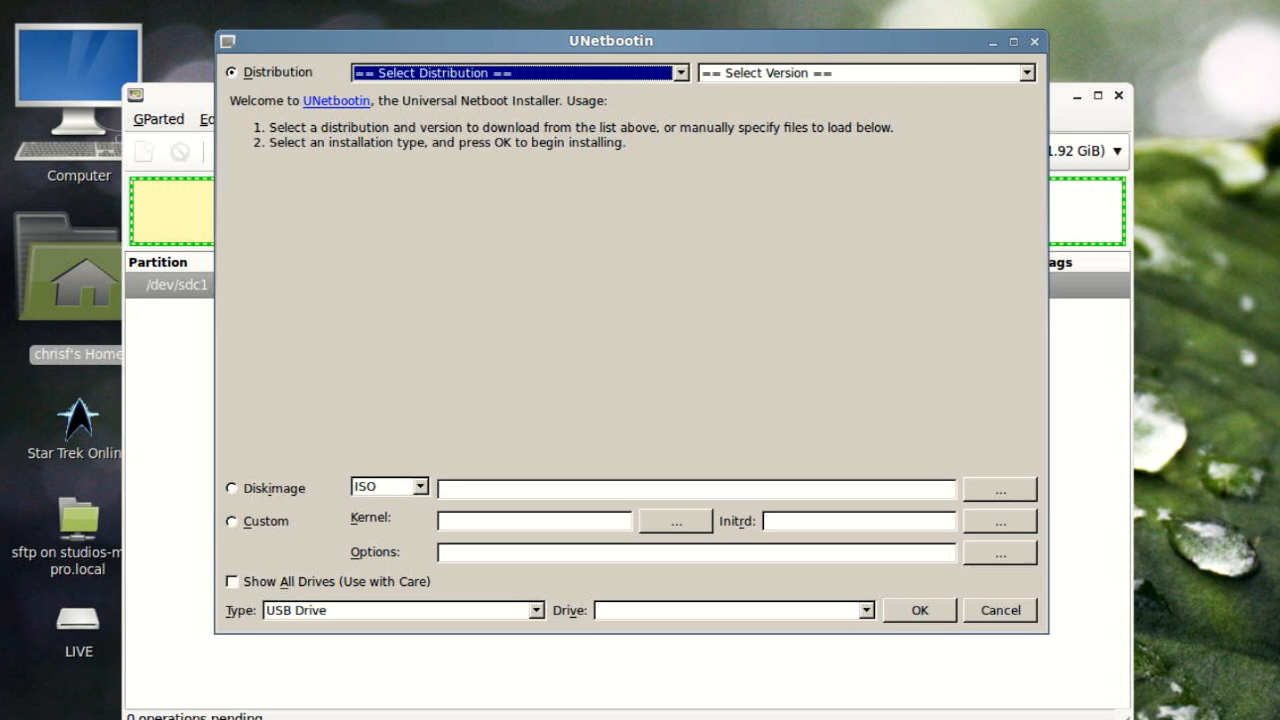 UNetbootin
Distribution
== Select Distribution ==
== Select Version ==
Welcome to UNetbootin, the Universal Netboot Installer. Usage:
1. Select a distribution and version to download from the list above, or manually specify files to load below.
2. Select an installation type, and press OK to begin installing.
Diskimage
ISO
...
Custom
Kernel:
...
Initrd:
...
Options:
...
Show All Drives (Use with Care)
Type:
USB Drive
Drive:
OK
Cancel
GParted
Ed
1.92 GiB)
Partition
ags
/dev/sdc1
0 operations pending
Computer
chrisf's Home
Star Trek Onlin
sftp on studios-m
pro.local
LIVE